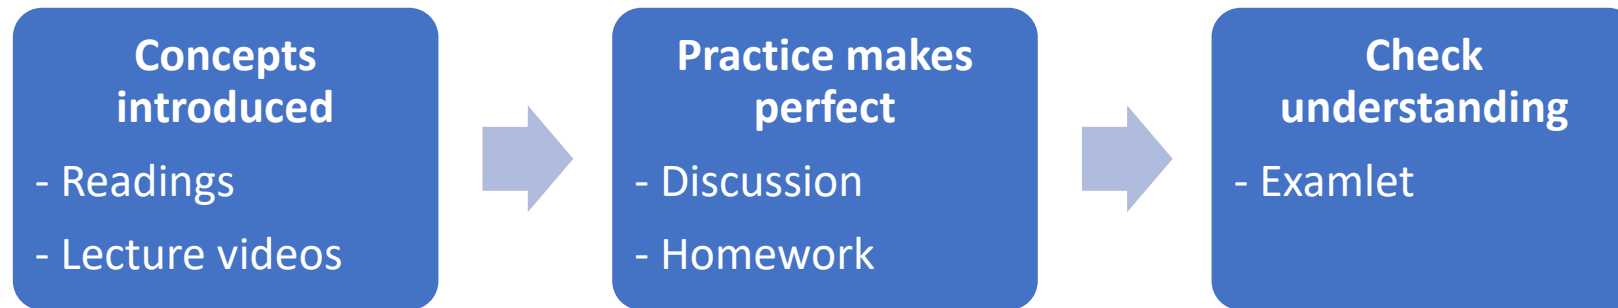 Concepts
introduced
- Readings
- Lecture videos
Practice makes
perfect
- Discussion
- Homework
Check
understanding
- Examlet